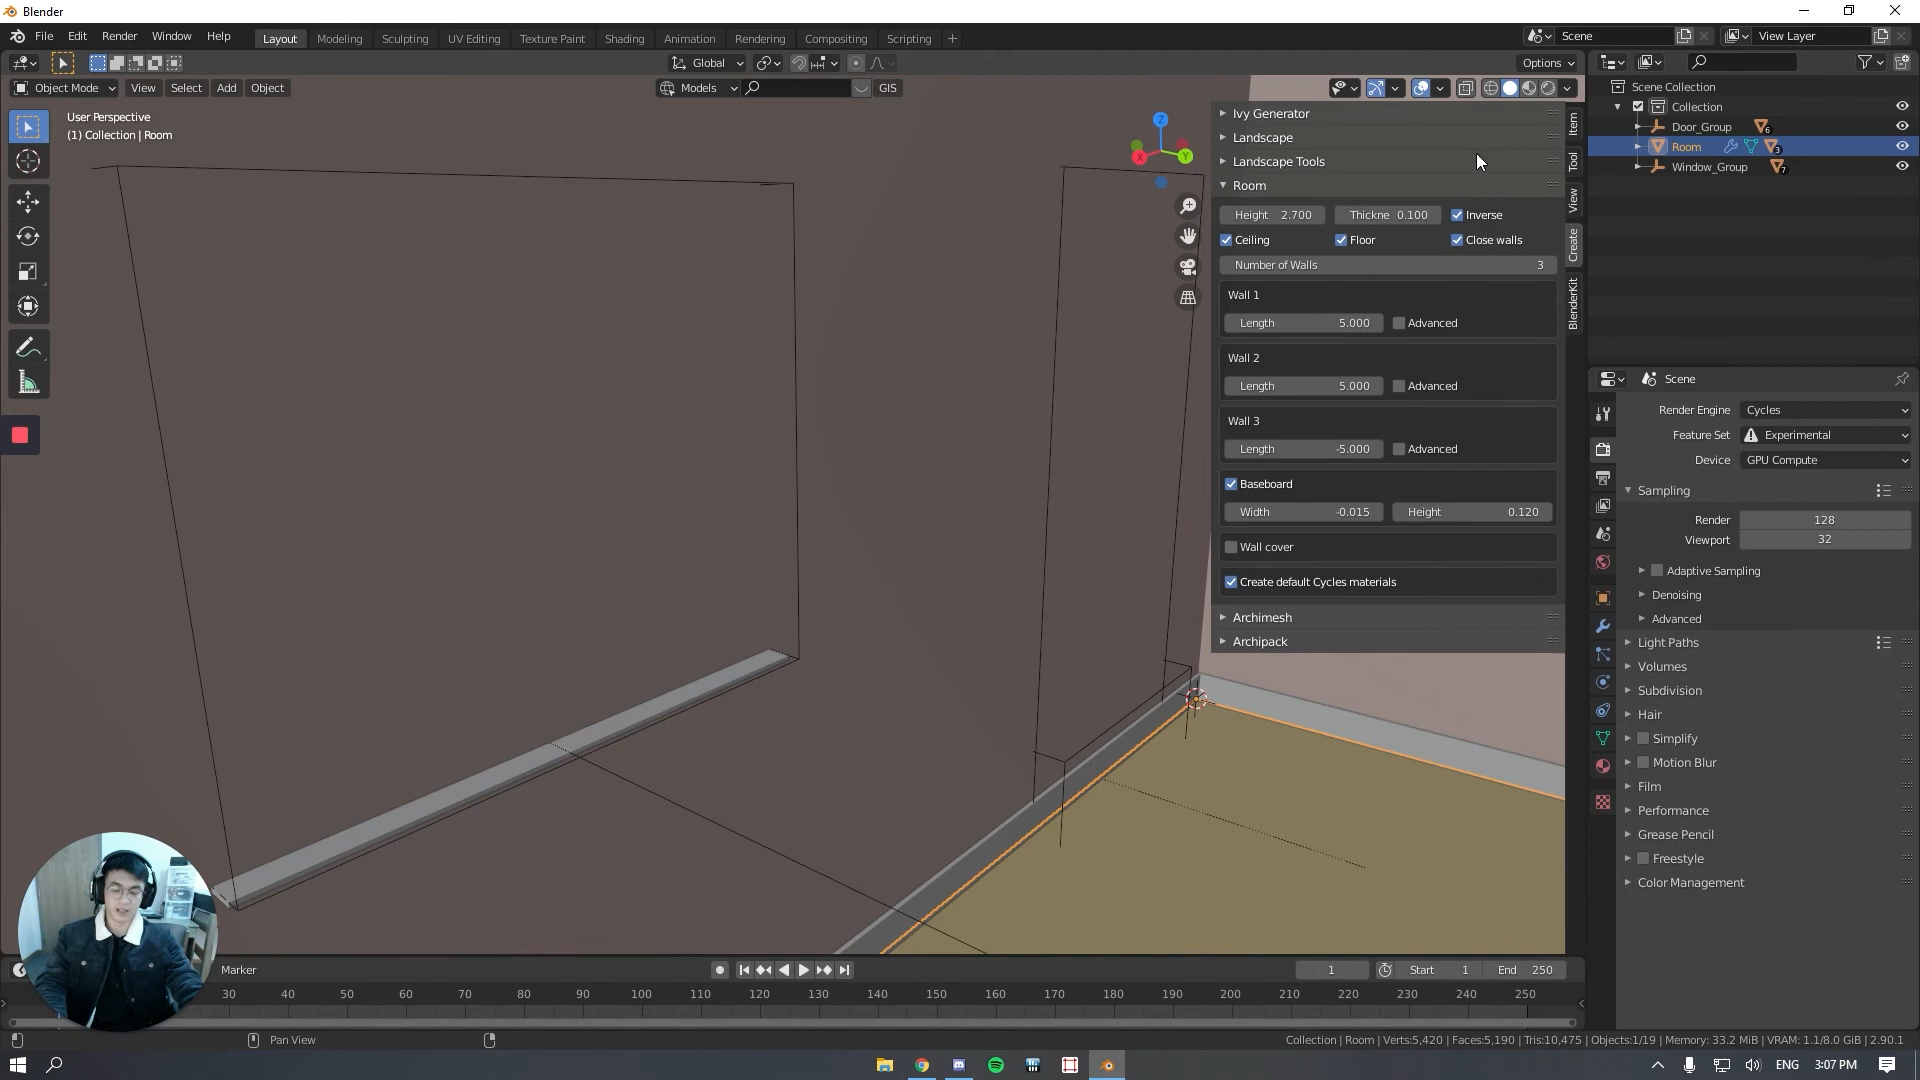 Blender
File Edit Render Window Help
Layout Modeling Sculpting UV Editing Texture Paint Shading Animation Rendering Compositing Scripting +
Scene
View Layer
Global
Options
Object Mode View Select Add Object
Models
GIS
User Perspective
(1) Collection | Room
Z
X
Y
Ivy Generator
Landscape
Landscape Tools
Room
Height 2.700 Thickne 0.100 Inverse
Ceiling Floor Close walls
Number of Walls 3
Wall 1
Length 5.000 Advanced
Wall 2
Length 5.000 Advanced
Wall 3
Length -5.000 Advanced
Baseboard
Width -0.015 Height 0.120
Wall cover
Create default Cycles materials
Archimesh
Archipack
Item
Tool
View
Create
BlenderKit
Scene Collection
Collection
Door_Group 6
Room 3
Window_Group 7
Scene
Render Engine Cycles
Feature Set Experimental
Device GPU Compute
Sampling
Render 128
Viewport 32
Adaptive Sampling
Denoising
Advanced
Light Paths
Volumes
Subdivision
Hair
Simplify
Motion Blur
Film
Performance
Grease Pencil
Freestyle
Color Management
Marker
1
Start 1 End 250
30 40 50 60 70 80 90 100 110 120 130 140 150 160 170 180 190 200 210 220 230 240 250
Pan View
Collection | Room | Verts:5,420 | Faces:5,190 | Tris:10,475 | Objects:1/19 | Memory: 33.2 MiB | VRAM: 1.1/8.0 GiB | 2.90.1
ENG 3:07 PM